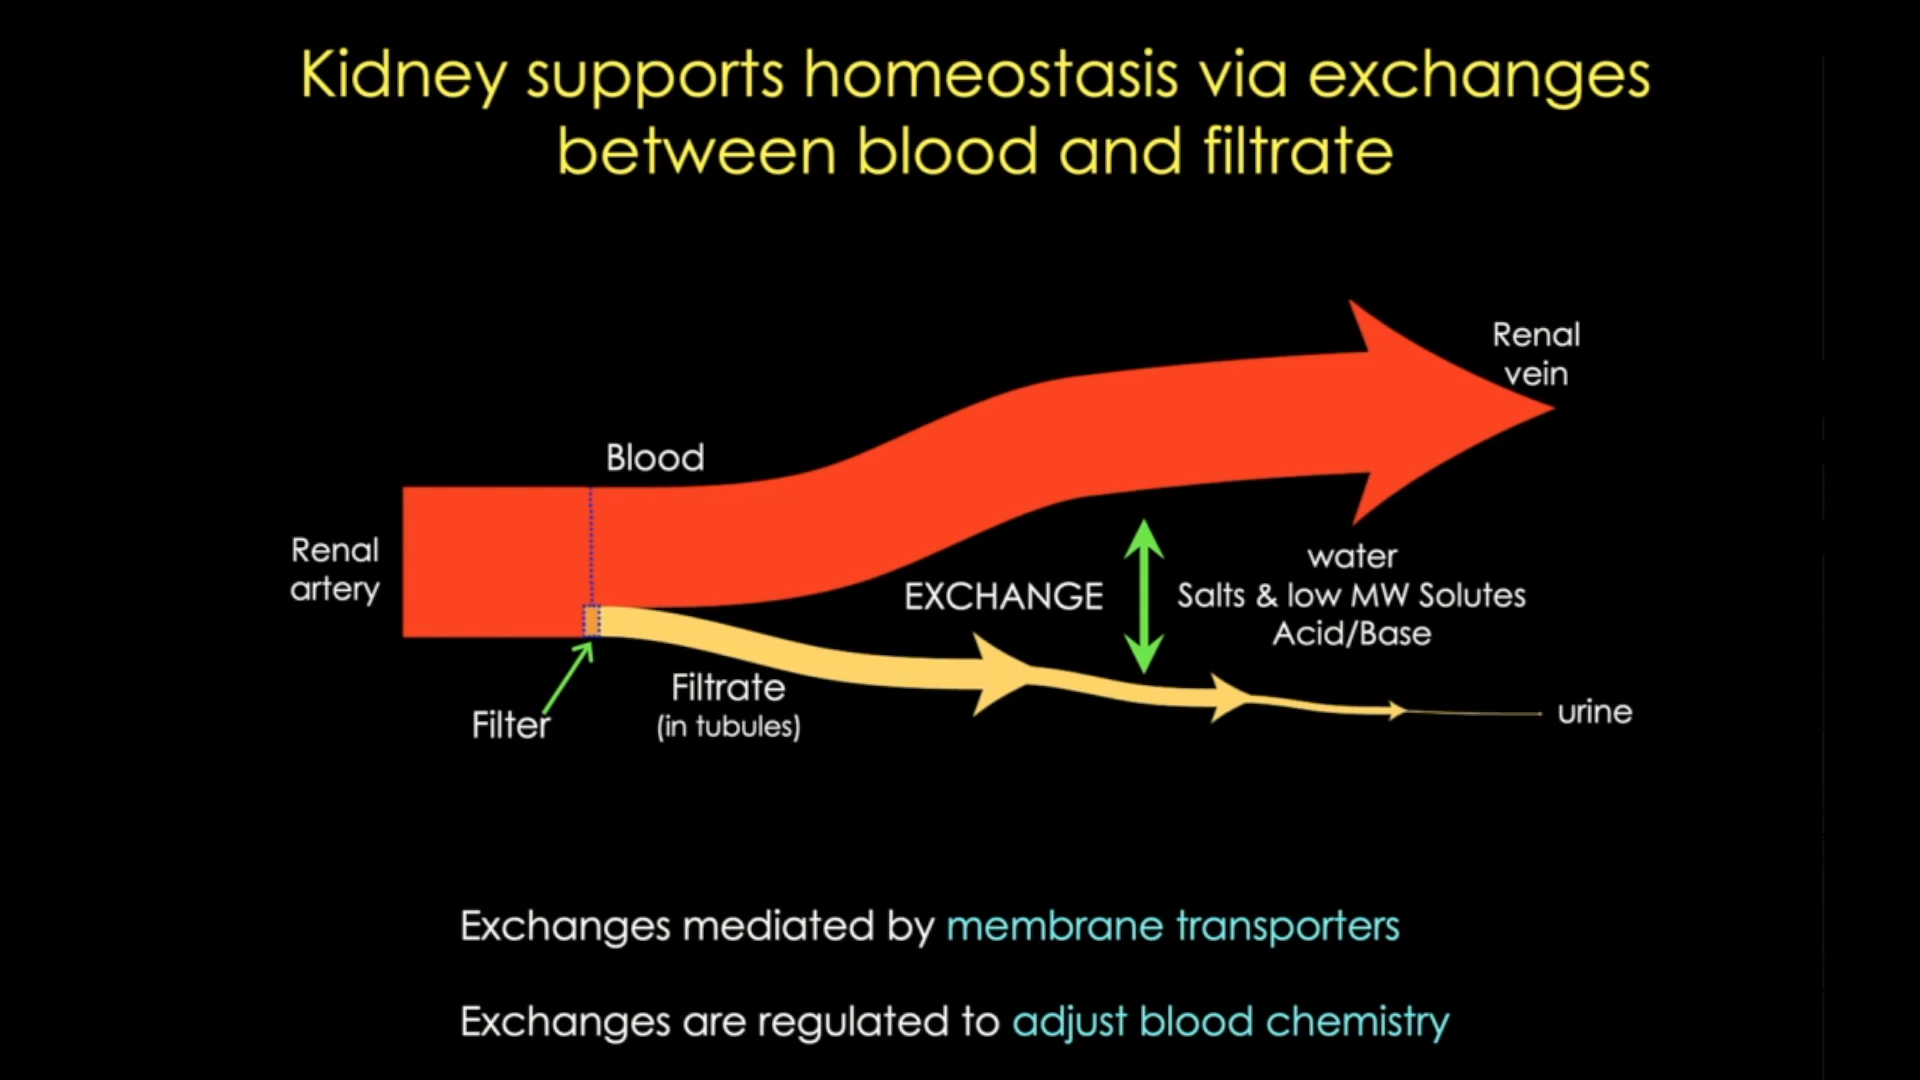 Kidney supports homeostasis via exchanges
between blood and filtrate
Renal
vein
Blood
Renal
artery
EXCHANGE
water
Salts & low MW Solutes
Acid/Base
Filter
Filtrate
(in tubules)
urine
Exchanges mediated by membrane transporters
Exchanges are regulated to adjust blood chemistry